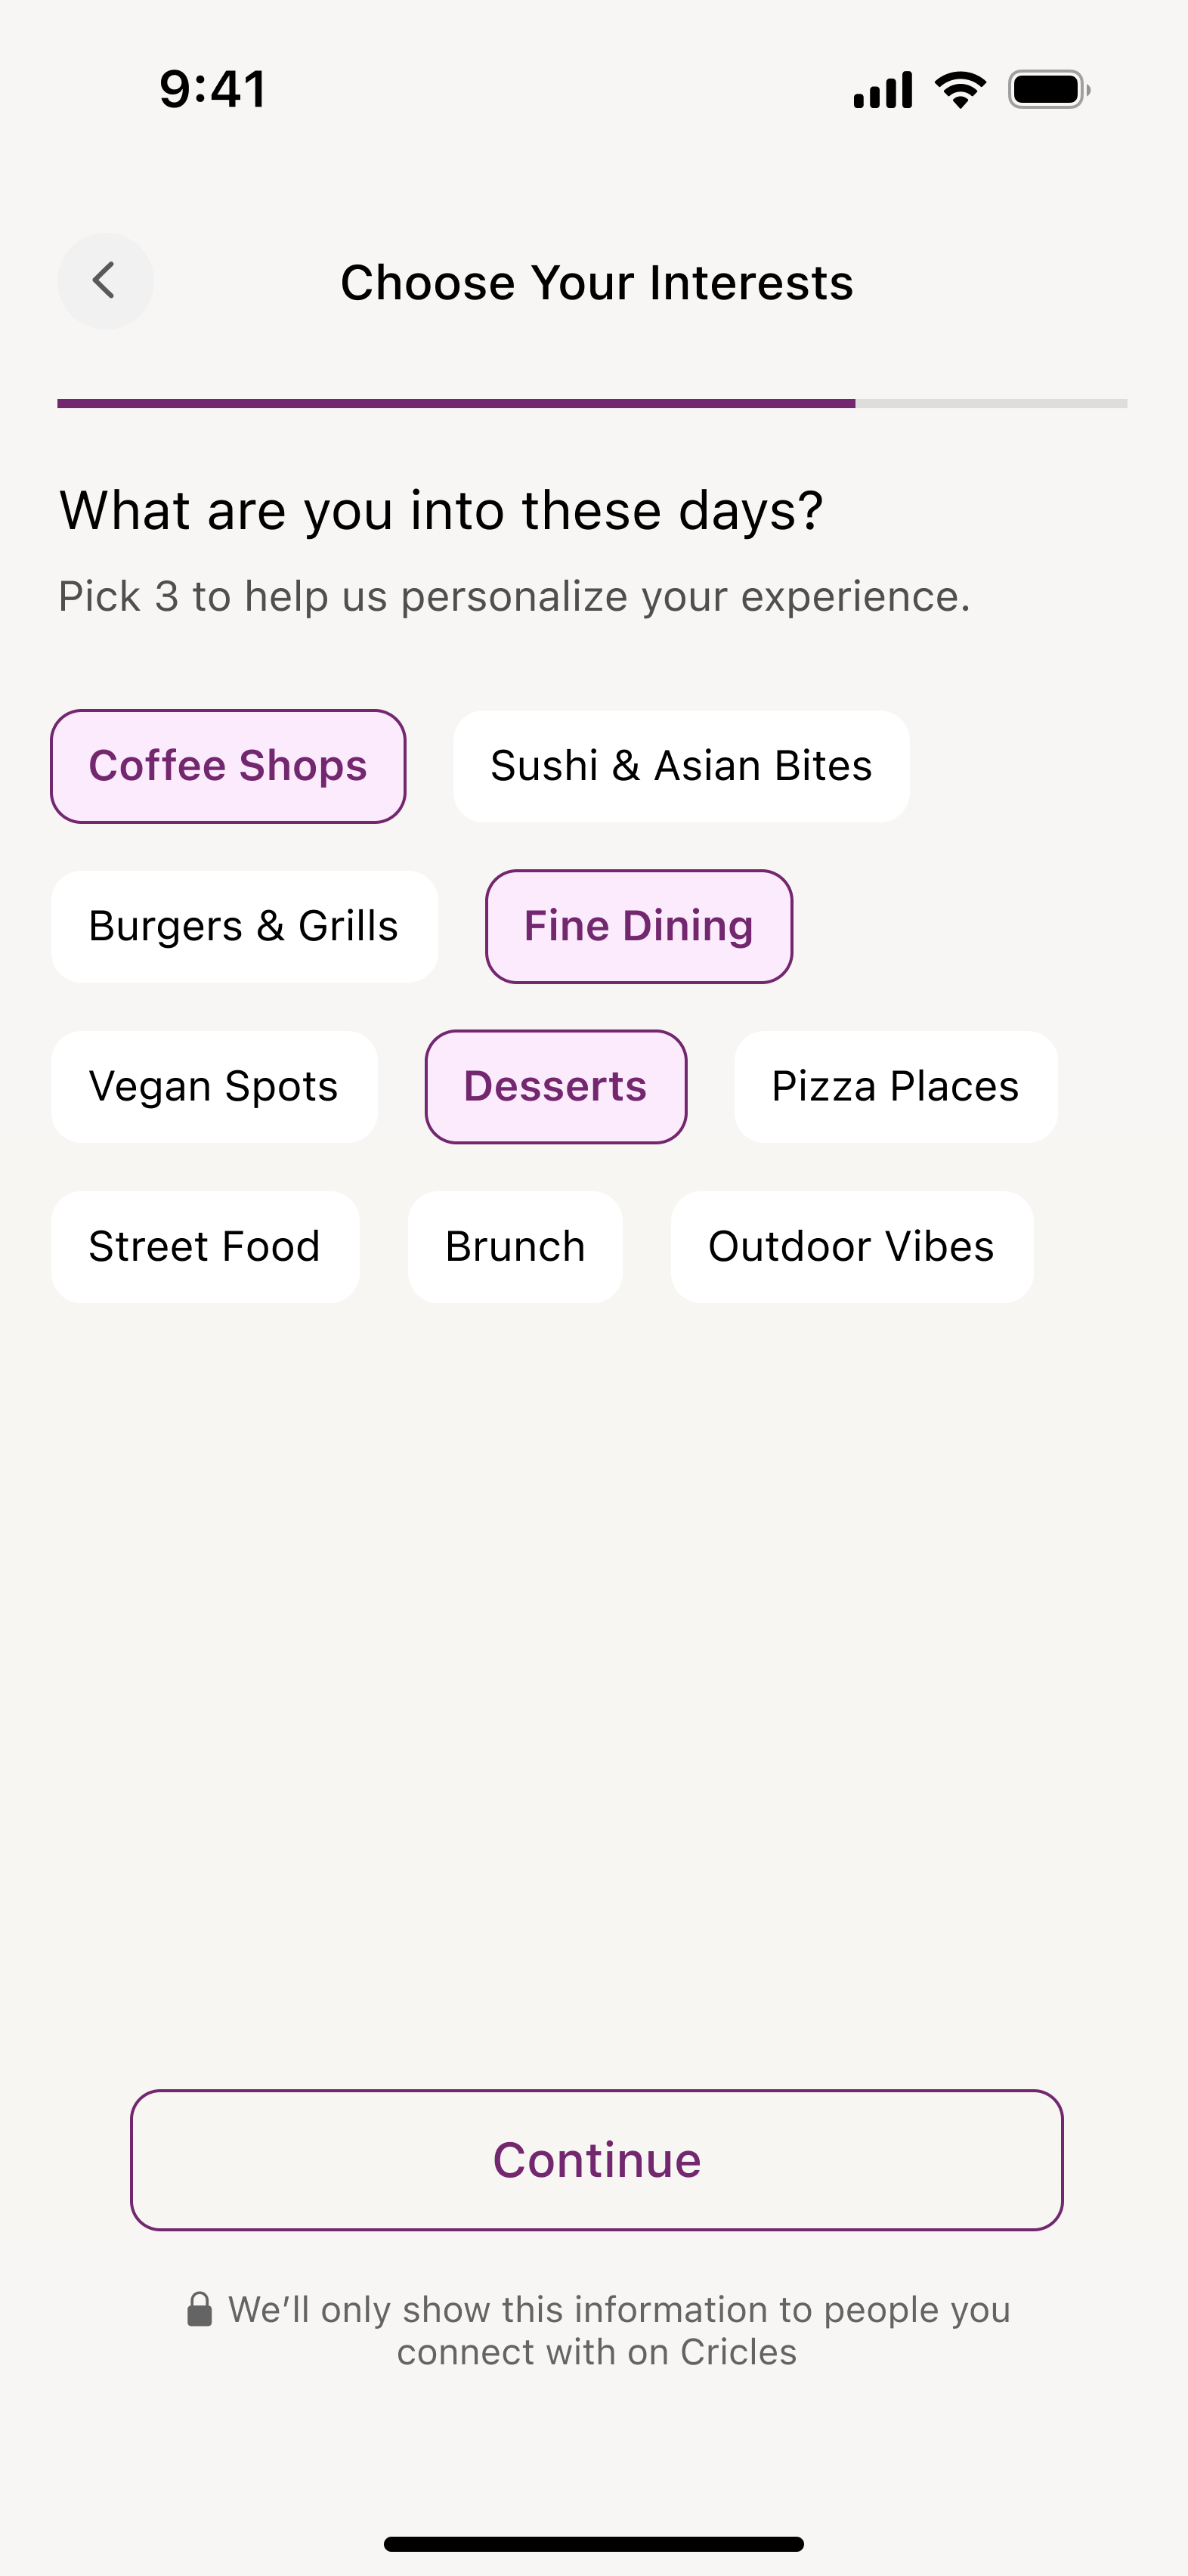 9:41
Choose Your Interests
What are you into these days?
Pick 3 to help us personalize your experience.
Coffee Shops
Sushi & Asian Bites
Burgers & Grills
Fine Dining
Vegan Spots
Desserts
Pizza Places
Street Food
Brunch
Outdoor Vibes
Continue
We’ll only show this information to people you
connect with on Cricles